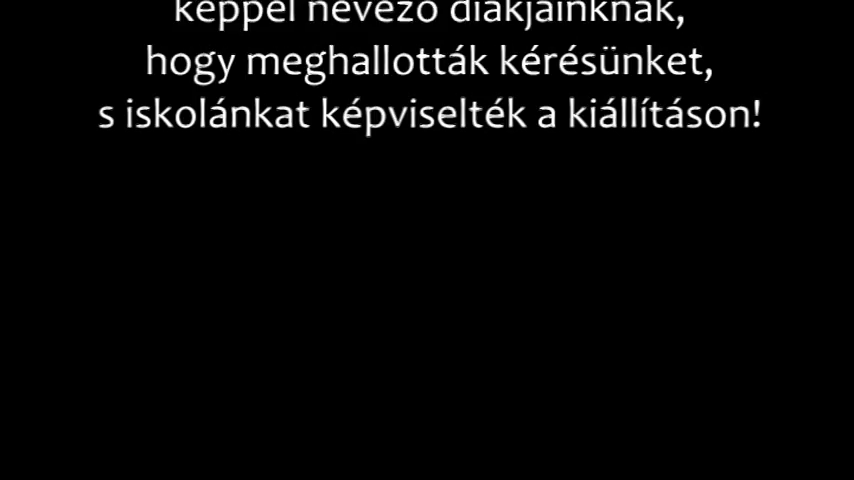 képpel nevező diákjainknak,
hogy meghallották kérésünket,
s iskolánkat képviselték a kiállításon!